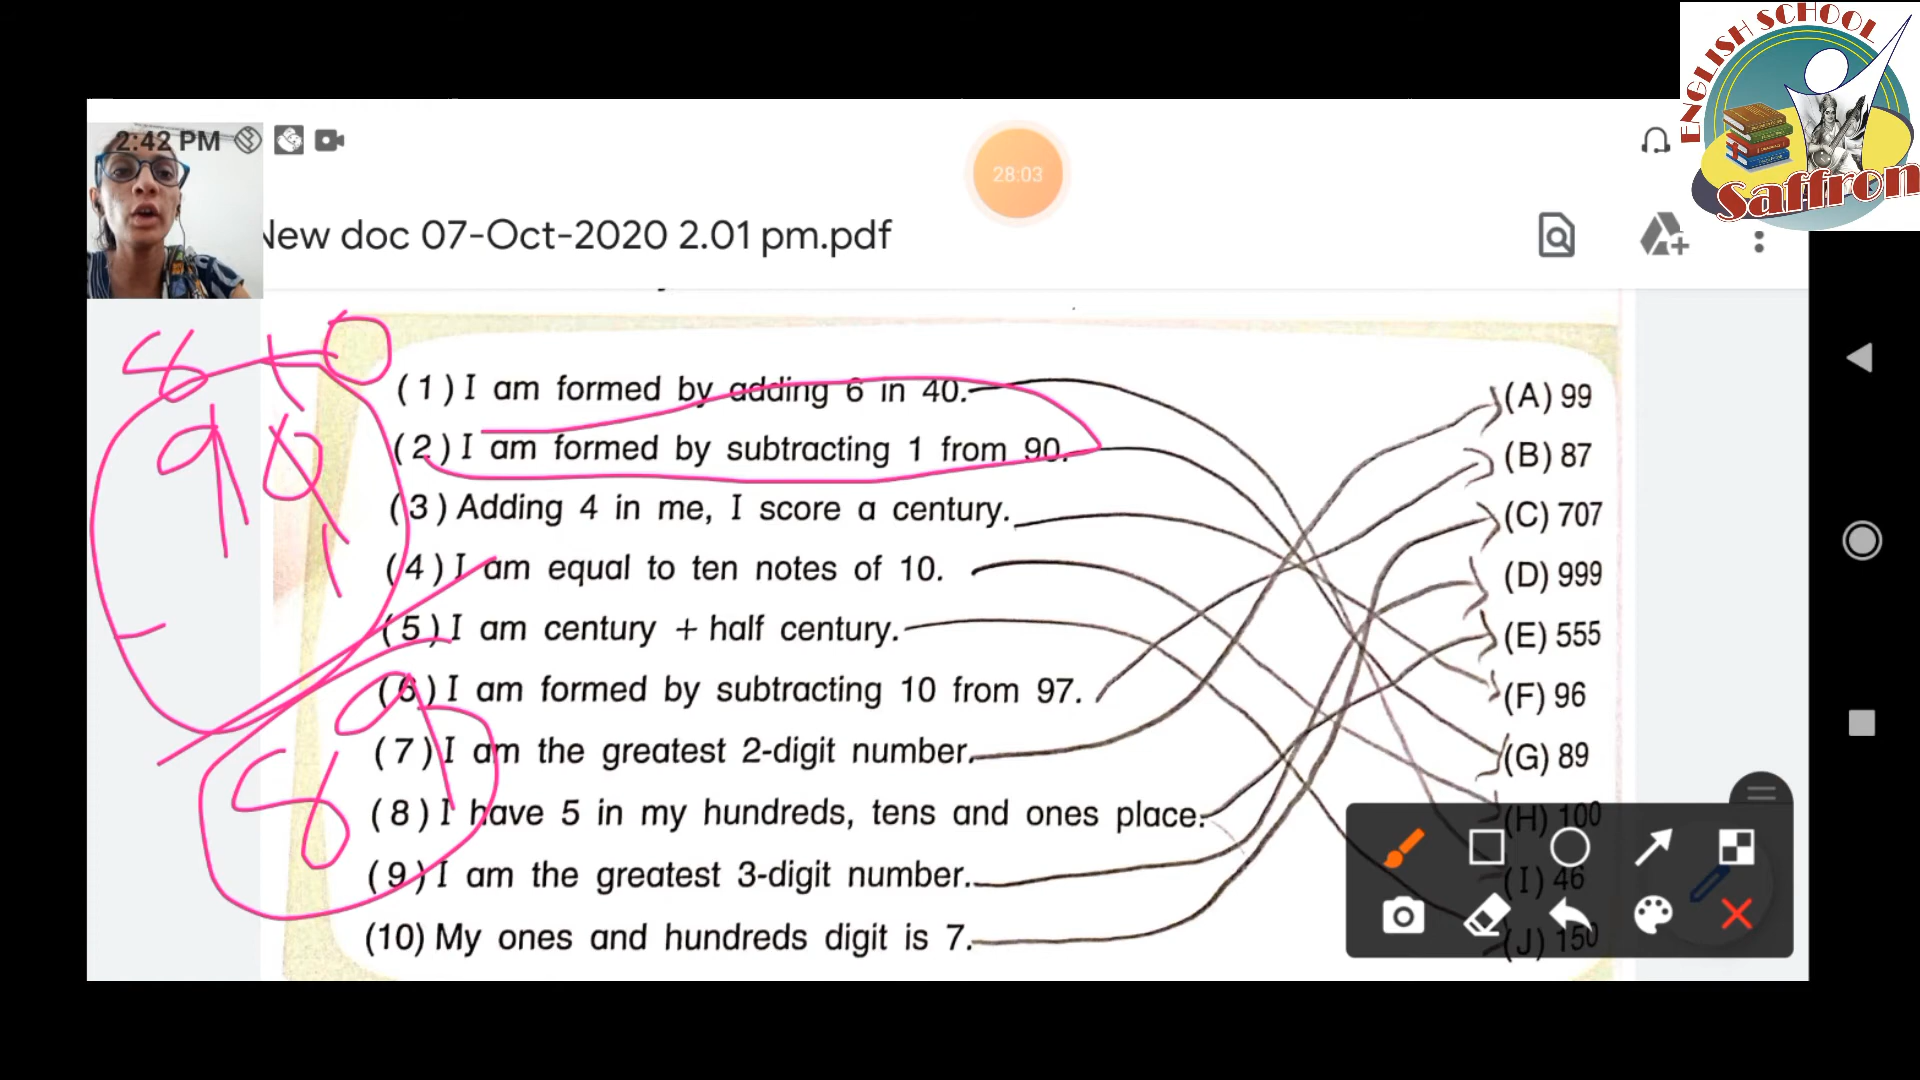 ENGLISH SCHOOL
Saffron
2:42 PM
28:03
New doc 07-Oct-2020 2.01 pm.pdf
8 10
90
1
89
(1) I am formed by adding 6 in 40.
(2) I am formed by subtracting 1 from 90.
(3) Adding 4 in me, I score a century.
(4) I am equal to ten notes of 10.
(5) I am century + half century.
(6) I am formed by subtracting 10 from 97.
(7) I am the greatest 2-digit number.
(8) I have 5 in my hundreds, tens and ones place.
(9) I am the greatest 3-digit number.
(10) My ones and hundreds digit is 7.
(A) 99
(B) 87
(C) 707
(D) 999
(E) 555
(F) 96
(G) 89
(H) 100
(I) 46
(J) 150